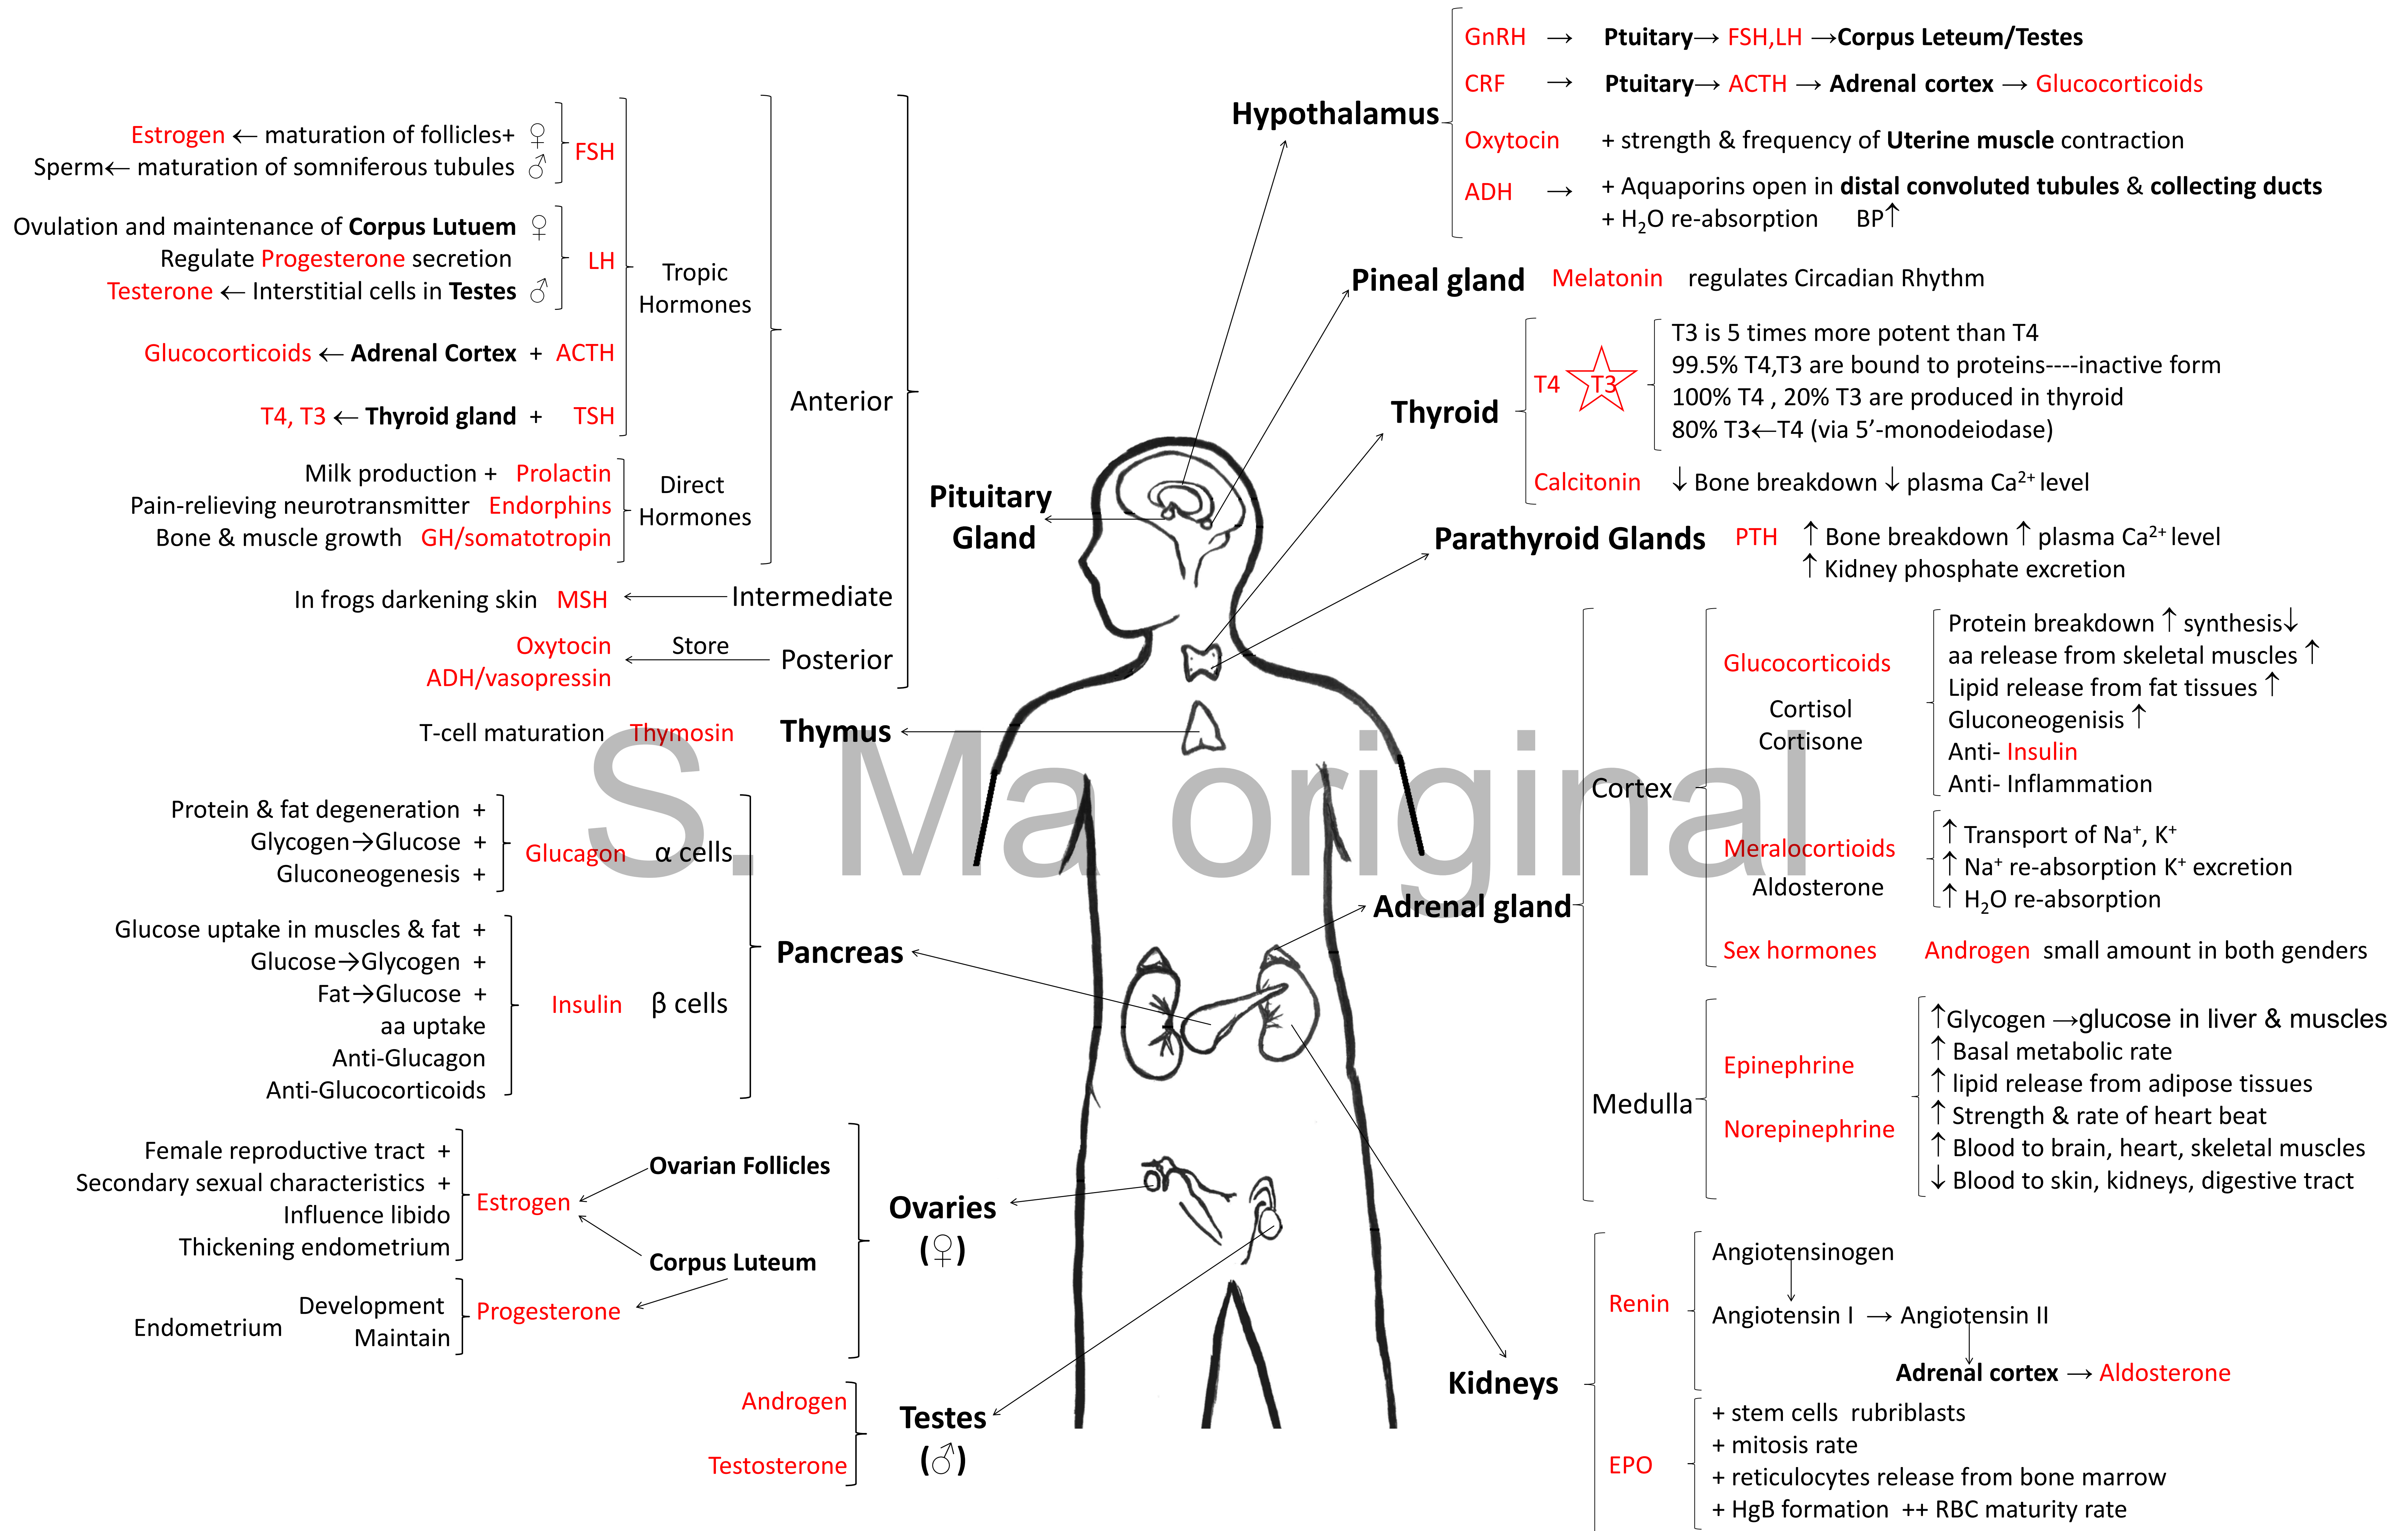 GnRH → Ptuitary→ FSH,LH →Corpus Leteum/Testes
CRF → Ptuitary→ ACTH → Adrenal cortex → Glucocorticoids
Hypothalamus
Oxytocin + strength & frequency of Uterine muscle contraction
ADH → + Aquaporins open in distal convoluted tubules & collecting ducts
+ H₂O re-absorption BP↑
Pineal gland Melatonin regulates Circadian Rhythm
Thyroid
T4 T3
T3 is 5 times more potent than T4
99.5% T4,T3 are bound to proteins----inactive form
100% T4 , 20% T3 are produced in thyroid
80% T3←T4 (via 5’-monodeiodase)
Calcitonin ↓ Bone breakdown ↓ plasma Ca²⁺ level
Parathyroid Glands PTH ↑ Bone breakdown ↑ plasma Ca²⁺ level
↑ Kidney phosphate excretion
Adrenal gland
Cortex
Glucocorticoids
Cortisol
Cortisone
Protein breakdown ↑ synthesis↓
aa release from skeletal muscles ↑
Lipid release from fat tissues ↑
Gluconeogenisis ↑
Anti- Insulin
Anti- Inflammation
Meralocortioids
Aldosterone
↑ Transport of Na⁺, K⁺
↑ Na⁺ re-absorption K⁺ excretion
↑ H₂O re-absorption
Sex hormones Androgen small amount in both genders
Medulla
Epinephrine
Norepinephrine
↑Glycogen →glucose in liver & muscles
↑ Basal metabolic rate
↑ lipid release from adipose tissues
↑ Strength & rate of heart beat
↑ Blood to brain, heart, skeletal muscles
↓ Blood to skin, kidneys, digestive tract
Kidneys
Renin
Angiotensinogen
Angiotensin I → Angiotensin II
Adrenal cortex → Aldosterone
EPO
+ stem cells rubriblasts
+ mitosis rate
+ reticulocytes release from bone marrow
+ HgB formation ++ RBC maturity rate
Pituitary
Gland
Anterior
Tropic
Hormones
Estrogen ← maturation of follicles+ ♀
Sperm← maturation of somniferous tubules ♂
FSH
Ovulation and maintenance of Corpus Lutuem ♀
Regulate Progesterone secretion
Testerone ← Interstitial cells in Testes ♂
LH
Glucocorticoids ← Adrenal Cortex + ACTH
T4, T3 ← Thyroid gland + TSH
Direct
Hormones
Milk production + Prolactin
Pain-relieving neurotransmitter Endorphins
Bone & muscle growth GH/somatotropin
In frogs darkening skin MSH Intermediate
Oxytocin
ADH/vasopressin
Store
Posterior
T-cell maturation Thymosin Thymus
Pancreas
Protein & fat degeneration +
Glycogen→Glucose +
Gluconeogenesis +
Glucagon α cells
Glucose uptake in muscles & fat +
Glucose→Glycogen +
Fat→Glucose +
aa uptake
Anti-Glucagon
Anti-Glucocorticoids
Insulin β cells
Ovaries
(♀)
Ovarian Follicles
Corpus Luteum
Female reproductive tract +
Secondary sexual characteristics +
Influence libido
Thickening endometrium
Estrogen
Endometrium
Development
Maintain
Progesterone
Testes
(♂)
Androgen
Testosterone
S. Ma original